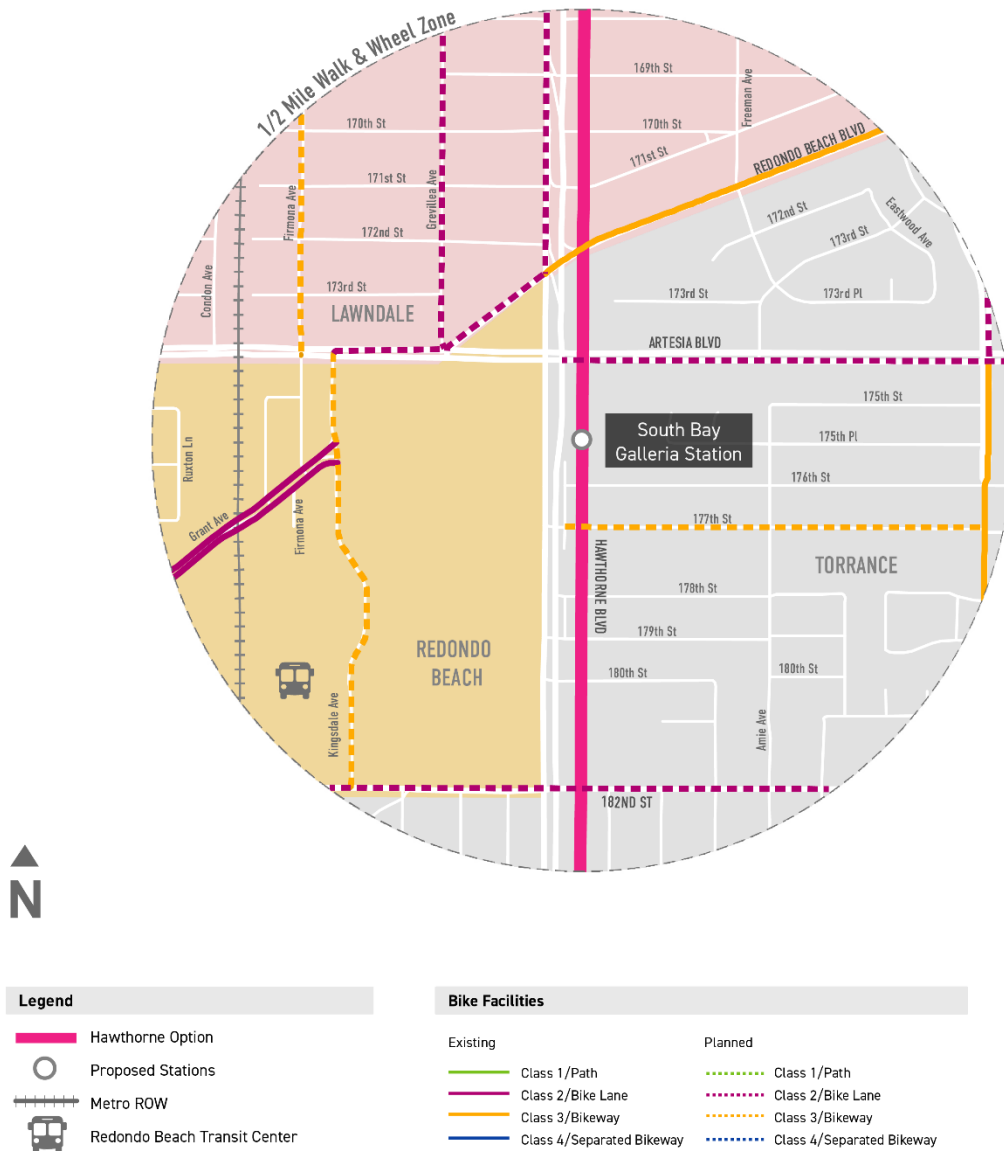 1/2 Mile Walk & Wheel Zone
169th St
Freeman Ave
170th St
170th St
171st St
REDONDO BEACH BLVD
171st St
Grevillea Ave
Firmona Ave
172nd St
172nd St
Eastwood Ave
173rd St
Condon Ave
173rd St
173rd St
173rd Pl
LAWNDALE
ARTESIA BLVD
175th St
South Bay
Galleria Station
175th Pl
Ruxton Ln
176th St
Grant Ave
Firmona Ave
177th St
HAWTHORNE BLVD
TORRANCE
178th St
179th St
REDONDO
BEACH
180th St
180th St
Kingsdale Ave
Amie Ave
182ND ST
N
Legend
Hawthorne Option
Proposed Stations
Metro ROW
Redondo Beach Transit Center
Bike Facilities
Existing
Class 1/Path
Class 2/Bike Lane
Class 3/Bikeway
Class 4/Separated Bikeway
Planned
Class 1/Path
Class 2/Bike Lane
Class 3/Bikeway
Class 4/Separated Bikeway